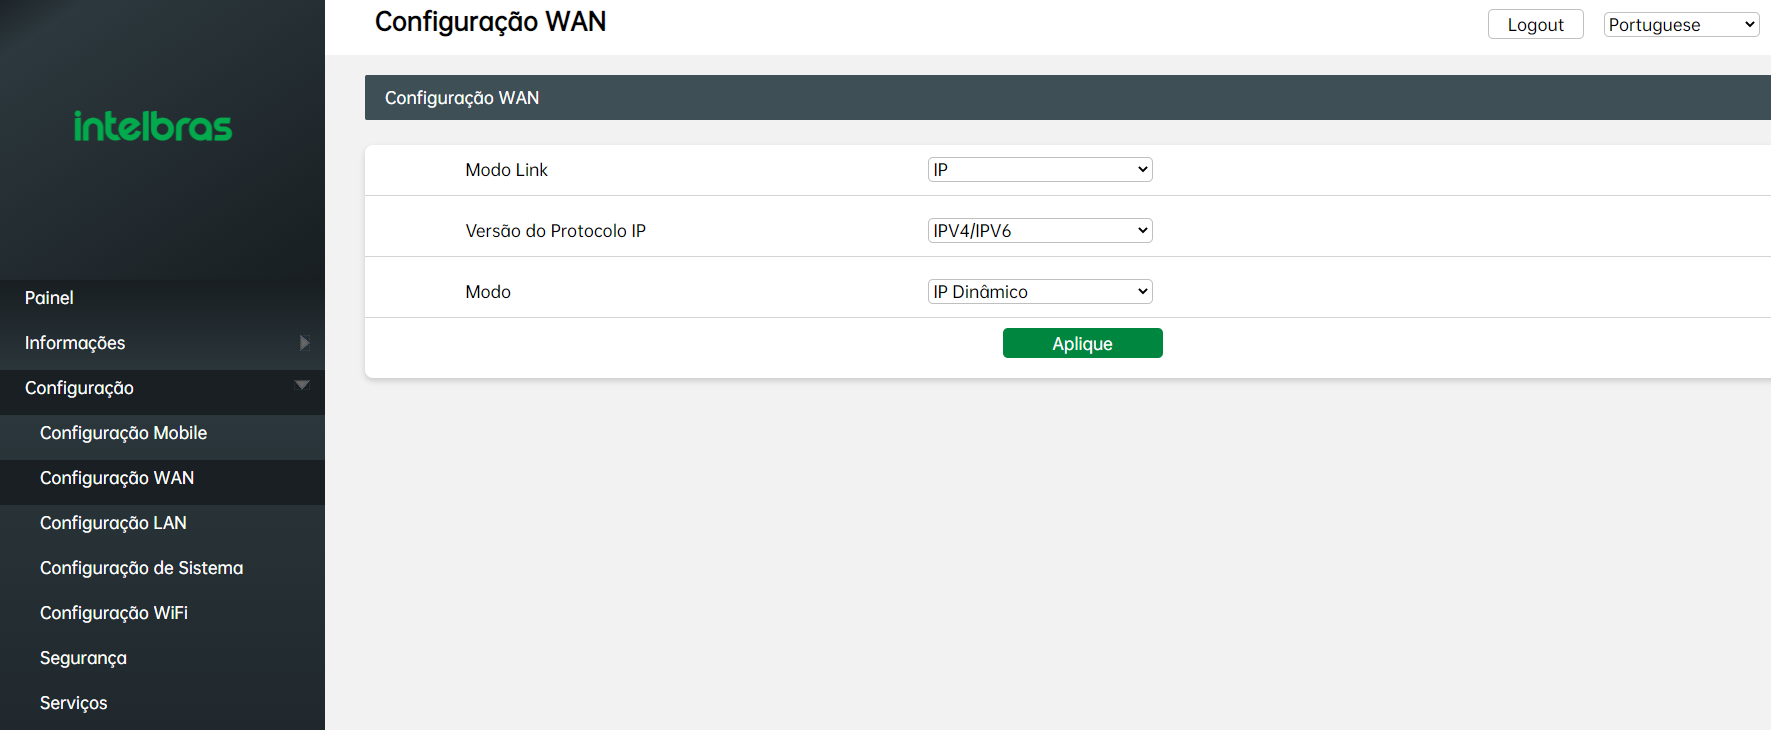 intelbras
Painel
Informações
Configuração
Configuração Mobile
Configuração WAN
Configuração LAN
Configuração de Sistema
Configuração WiFi
Segurança
Serviços
Configuração WAN
Logout
Portuguese
Configuração WAN
Modo Link
IP
Versão do Protocolo IP
IPV4/IPV6
Modo
IP Dinâmico
Aplique